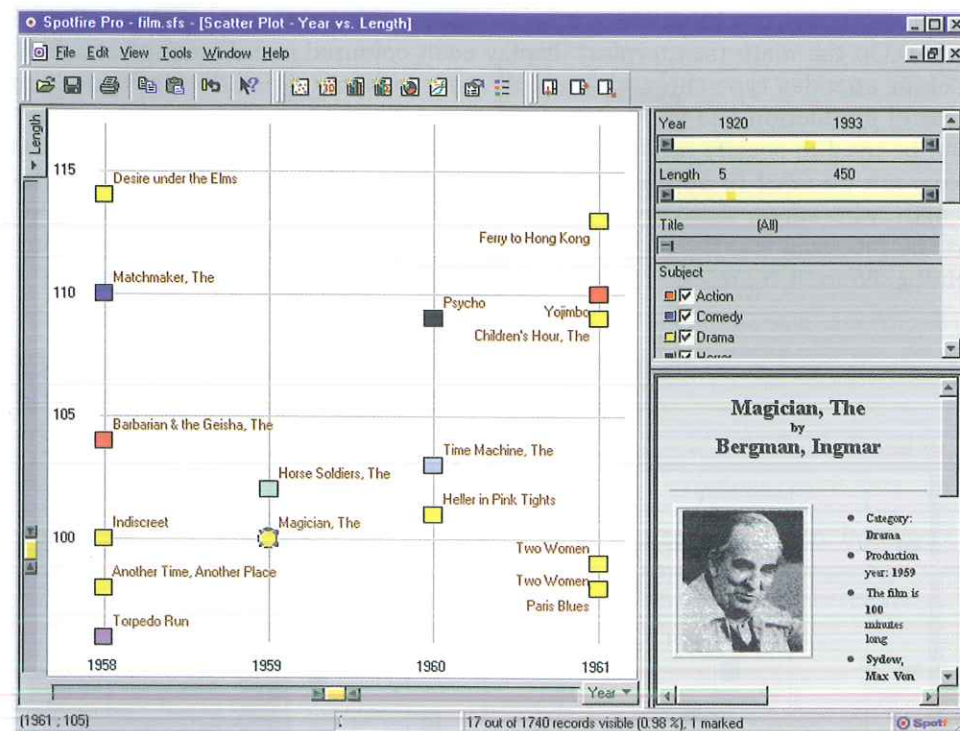 Spotfire Pro - film.sfs - [Scatter Plot - Year vs. Length]
File Edit View Tools Window Help
Length
115
110
105
100
Desire under the Elms
Ferry to Hong Kong
Matchmaker, The
Psycho
Yojimbo
Children's Hour, The
Barbarian & the Geisha, The
Time Machine, The
Horse Soldiers, The
Heller in Pink Tights
Indiscreet
Magician, The
Two Women
Another Time, Another Place
Two Women
Paris Blues
Torpedo Run
1958 1959 1960 1961
Year
Year 1920 1993
Length 5 450
Title (All)
Subject
Action
Comedy
Drama
Horror
Magician, The
by
Bergman, Ingmar
Category:
Drama
Production
year: 1959
The film is
100
minutes
long
Sydow,
Max Von
(1961 ; 105)
17 out of 1740 records visible (0.98 %), 1 marked
Spotf